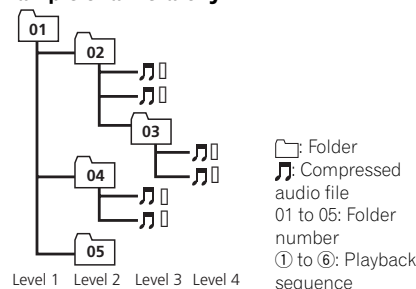 01
02
03
04
05
Level 1 Level 2 Level 3 Level 4
: Folder
: Compressed
audio file
01 to 05: Folder
number
① to ⑥: Playback
sequence